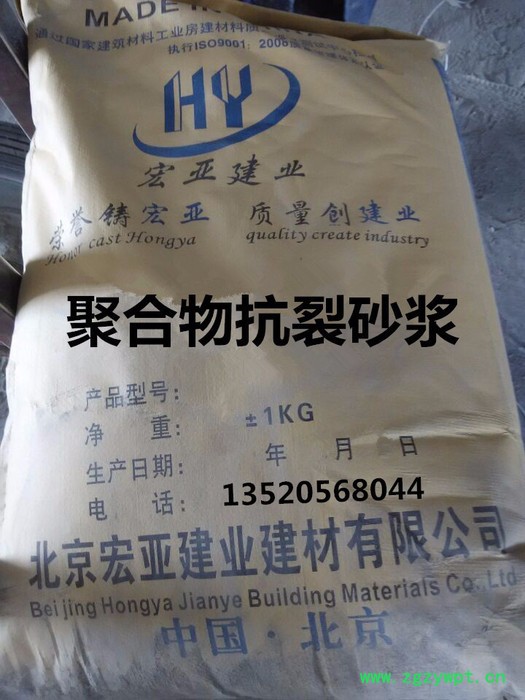 MADE IN
通过国家建筑材料工业房建材料质
执行ISO9001：2008
HY
宏亚建业
荣誉铸宏亚 质量创建业
Honor cast Hongya quality create industry
聚合物抗裂砂浆
产品型号：
净 重： ±1KG
生产日期： 年 月 日
电 话： 13520568044
北京宏亚建业建材有限公司
Beijing Hongya Jianye Building Materials Co.,Ltd
中国·北京
www.zgzywpt.cn